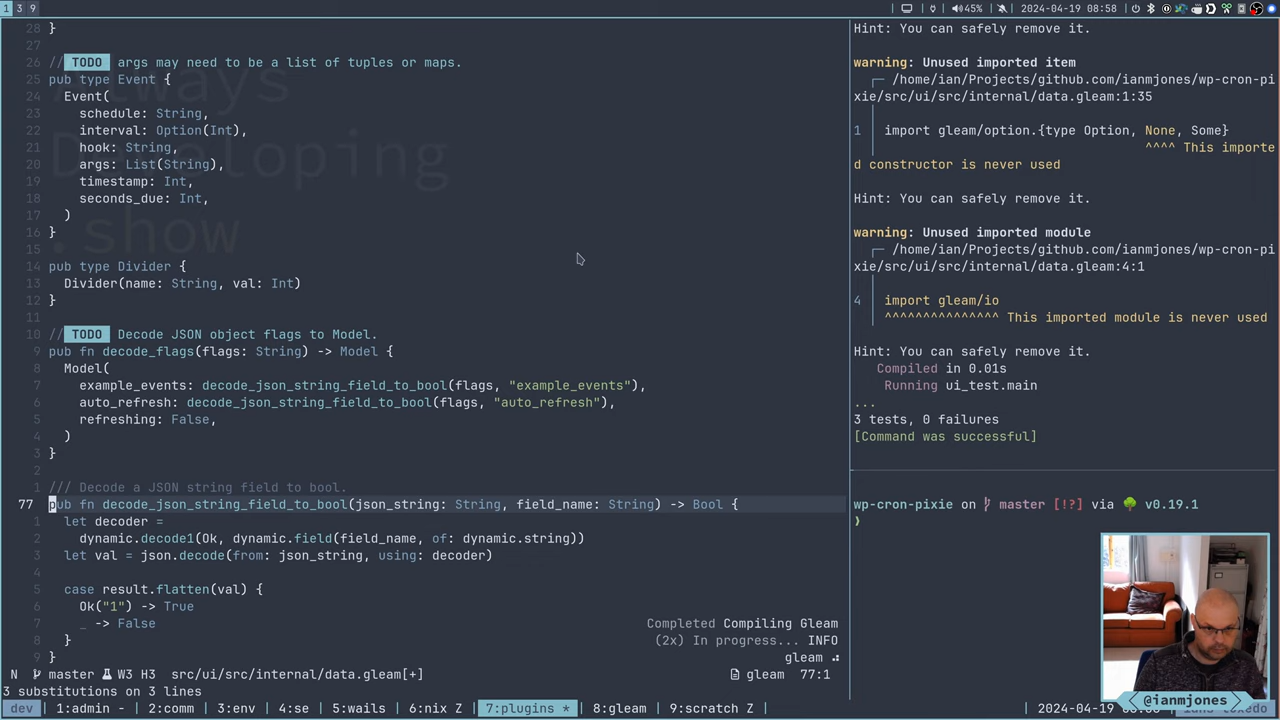 1 3 9
45%
2024-04-19 08:58
28 }
27
26 // TODO args may need to be a list of tuples or maps.
25 pub type Event {
24 Event(
23 schedule: String,
22 interval: Option(Int),
21 hook: String,
20 args: List(String),
19 timestamp: Int,
18 seconds_due: Int,
17 )
16 }
15
14 pub type Divider {
13 Divider(name: String, val: Int)
12 }
11
10 // TODO Decode JSON object flags to Model.
9 pub fn decode_flags(flags: String) -> Model {
8 Model(
7 example_events: decode_json_string_field_to_bool(flags, "example_events"),
6 auto_refresh: decode_json_string_field_to_bool(flags, "auto_refresh"),
5 refreshing: False,
4 )
3 }
2
1 /// Decode a JSON string field to bool.
77 pub fn decode_json_string_field_to_bool(json_string: String, field_name: String) -> Bool {
1 let decoder =
2 dynamic.decode1(Ok, dynamic.field(field_name, of: dynamic.string))
3 let val = json.decode(from: json_string, using: decoder)
4
5 case result.flatten(val) {
6 Ok("1") -> True
7 _ -> False
8 }
9 }
Always
Developing
.show
Completed Compiling Gleam
(2x) In progress... INFO
gleam
N master W3 H3 src/ui/src/internal/data.gleam[+] gleam 77:1
3 substitutions on 3 lines
Hint: You can safely remove it.
warning: Unused imported item
/home/ian/Projects/github.com/ianmjones/wp-cron-pi
xie/src/ui/src/internal/data.gleam:1:35
1 import gleam/option.{type Option, None, Some}
^^^^ This importe
d constructor is never used
Hint: You can safely remove it.
warning: Unused imported module
/home/ian/Projects/github.com/ianmjones/wp-cron-pi
xie/src/ui/src/internal/data.gleam:4:1
4 import gleam/io
^^^^^^^^^^^^^^^ This imported module is never used
Hint: You can safely remove it.
Compiled in 0.01s
Running ui_test.main
...
3 tests, 0 failures
[Command was successful]
wp-cron-pixie on master [!?] via v0.19.1
@ianmjones
dev 1:admin - 2:comm 3:env 4:se 5:wails 6:nix Z 7:plugins * 8:gleam 9:scratch Z 2024-04-19